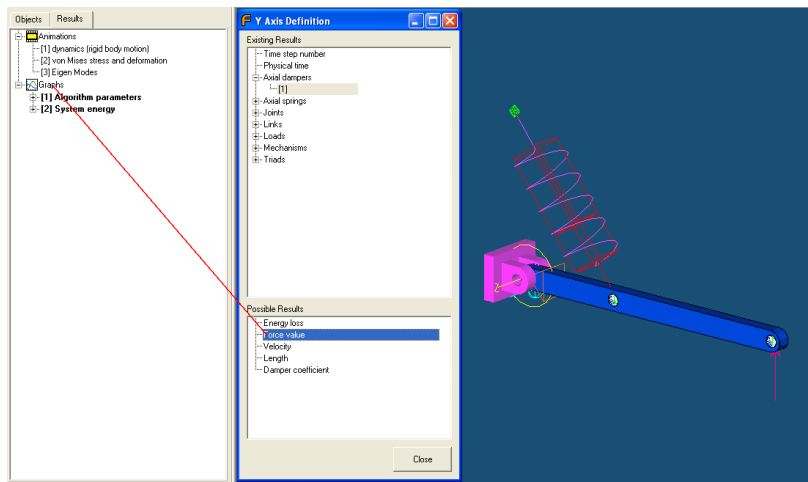 Objects
Results
Animations
[1] dynamics (rigid body motion)
[2] von Mises stress and deformation
[3] Eigen Modes
Graphs
[1] Algorithm parameters
[2] System energy
Y Axis Definition
Existing Results
Time step number
Physical time
Axial dampers
[1]
Axial springs
Joints
Links
Loads
Mechanisms
Triads
Possible Results
Energy loss
Force value
Velocity
Length
Damper coefficient
Close